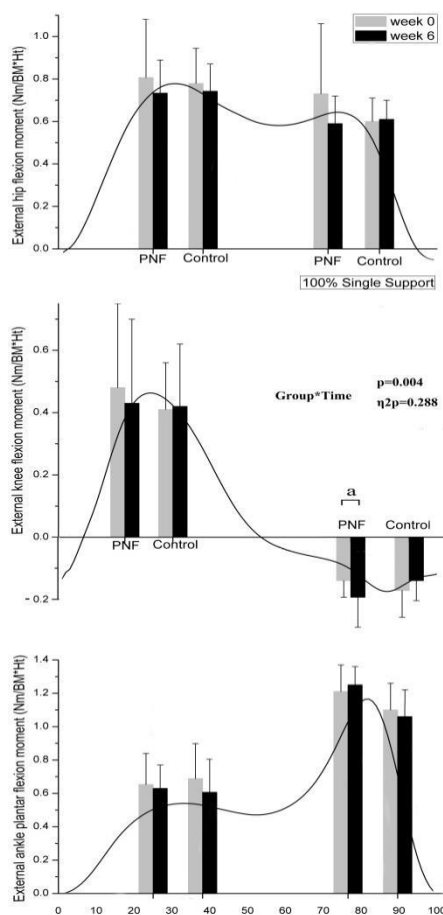 week 0
week 6
External hip flexion moment (Nm/BM*Ht)
1.0
0.8
0.6
0.4
0.2
0.0
PNF Control PNF Control
100% Single Support
External knee flexion moment (Nm/BM*Ht)
0.6
0.4
0.2
0.0
- 0.2
Group*Time
p=0.004
η2p=0.288
a
PNF Control
PNF Control
External ankle plantar flexion moment (Nm/BM*Ht)
1.4
1.2
1.0
0.8
0.6
0.4
0.2
0.0
0 10 20 30 40 50 60 70 80 90 100